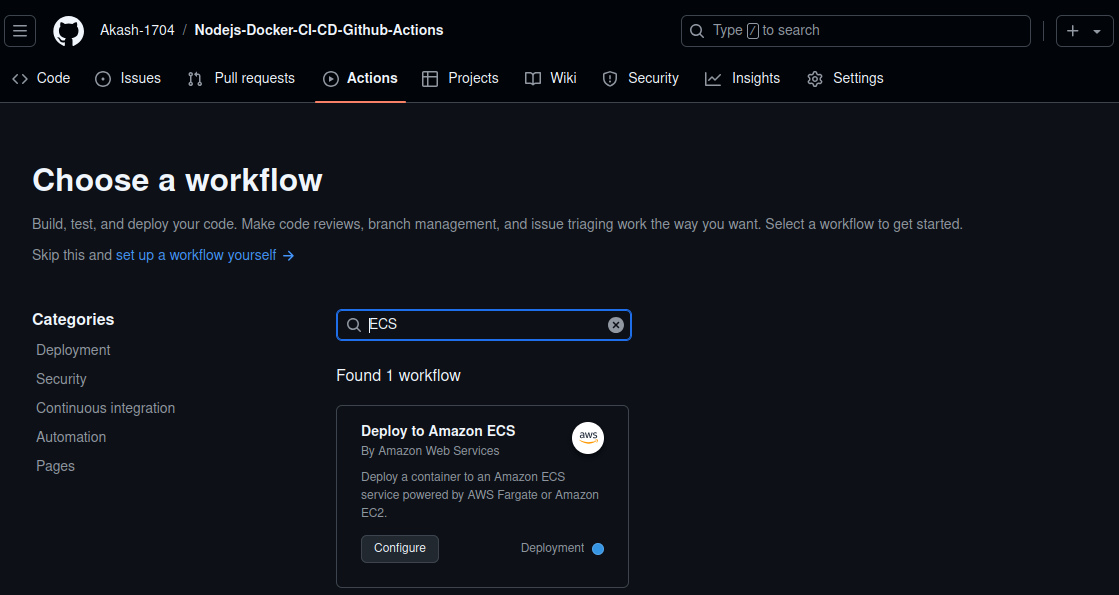 Akash-1704 / Nodejs-Docker-CI-CD-Github-Actions
Type / to search
Code Issues Pull requests Actions Projects Wiki Security Insights Settings
Choose a workflow
Build, test, and deploy your code. Make code reviews, branch management, and issue triaging work the way you want. Select a workflow to get started.
Skip this and set up a workflow yourself →
Categories
Deployment
Security
Continuous integration
Automation
Pages
ECS
Found 1 workflow
Deploy to Amazon ECS
aws
By Amazon Web Services
Deploy a container to an Amazon ECS
service powered by AWS Fargate or Amazon
EC2.
Configure
Deployment